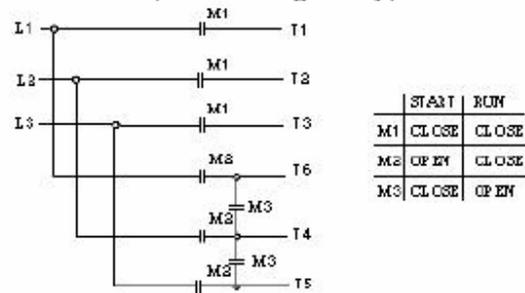 M1
L1 T1
M1
L2 T2
M1
L3 T3
M2
T6
M3
M2
T4
M2 M3
T5
START RUN
M1 CLOSE CLOSE
M2 OPEN CLOSE
M3 CLOSE OPEN